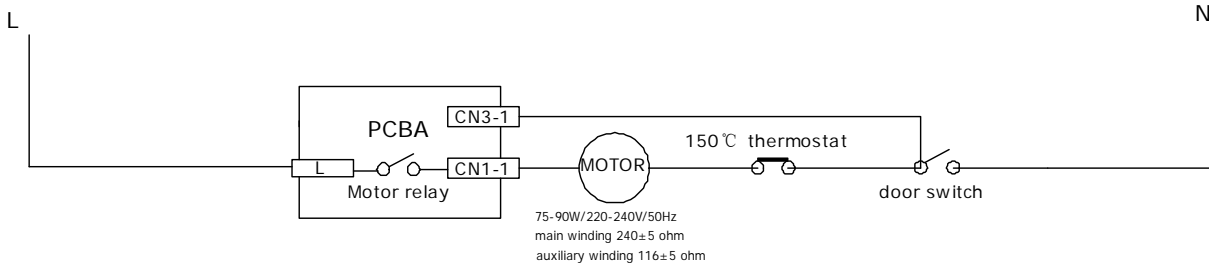 L
N
CN3-1
PCBA
150℃ thermostat
L
CN1-1
MOTOR
Motor relay
door switch
75-90W/220-240V/50Hz
main winding 240±5 ohm
auxiliary winding 116±5 ohm